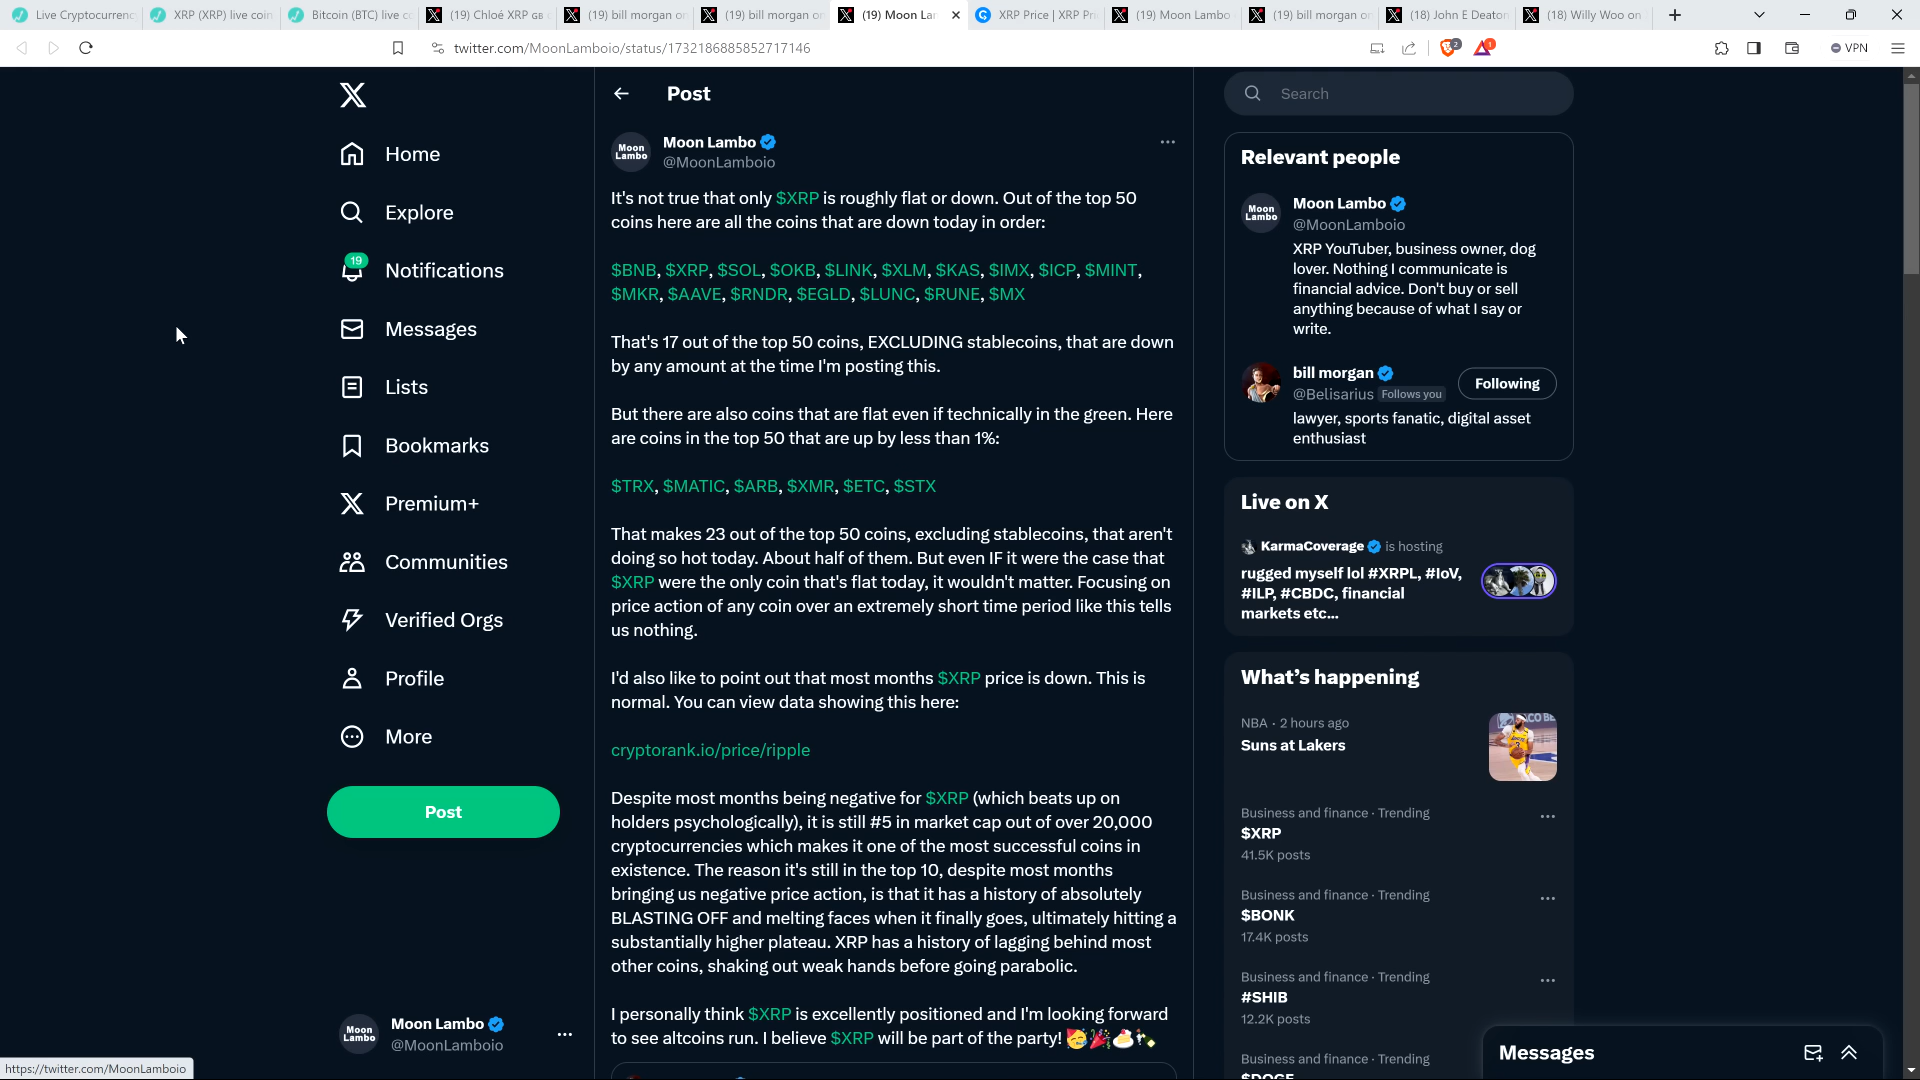 Live Cryptocurrenc
XRP (XRP) live coin
Bitcoin (BTC) live co
(19) Chloé XRP GB
(19) bill morgan on
(19) bill morgan on
(19) Moon La
XRP Price | XRP Pri
(19) Moon Lambo
(19) bill morgan on
(18) John E Deaton
(18) Willy Woo on
twitter.com/MoonLamboio/status/1732186885852717146
2
1
VPN
Home
Explore
19
Notifications
Messages
Lists
Bookmarks
Premium+
Communities
Verified Orgs
Profile
More
Post
Moon Lambo
Moon Lambo
@MoonLamboio
https://twitter.com/MoonLamboio
Post
Moon Lambo
Moon Lambo
@MoonLamboio
It's not true that only $XRP is roughly flat or down. Out of the top 50
coins here are all the coins that are down today in order:
$BNB, $XRP, $SOL, $OKB, $LINK, $XLM, $KAS, $IMX, $ICP, $MINT,
$MKR, $AAVE, $RNDR, $EGLD, $LUNC, $RUNE, $MX
That's 17 out of the top 50 coins, EXCLUDING stablecoins, that are down
by any amount at the time I'm posting this.
But there are also coins that are flat even if technically in the green. Here
are coins in the top 50 that are up by less than 1%:
$TRX, $MATIC, $ARB, $XMR, $ETC, $STX
That makes 23 out of the top 50 coins, excluding stablecoins, that aren't
doing so hot today. About half of them. But even IF it were the case that
$XRP were the only coin that's flat today, it wouldn't matter. Focusing on
price action of any coin over an extremely short time period like this tells
us nothing.
I'd also like to point out that most months $XRP price is down. This is
normal. You can view data showing this here:
cryptorank.io/price/ripple
Despite most months being negative for $XRP (which beats up on
holders psychologically), it is still #5 in market cap out of over 20,000
cryptocurrencies which makes it one of the most successful coins in
existence. The reason it's still in the top 10, despite most months
bringing us negative price action, is that it has a history of absolutely
BLASTING OFF and melting faces when it finally goes, ultimately hitting a
substantially higher plateau. XRP has a history of lagging behind most
other coins, shaking out weak hands before going parabolic.
I personally think $XRP is excellently positioned and I'm looking forward
to see altcoins run. I believe $XRP will be part of the party! 🥳🎉🍧🍾
Search
Relevant people
Moon Lambo
Moon Lambo
@MoonLamboio
XRP YouTuber, business owner, dog
lover. Nothing I communicate is
financial advice. Don't buy or sell
anything because of what I say or
write.
bill morgan
@Belisarius Follows you
Following
lawyer, sports fanatic, digital asset
enthusiast
Live on X
KarmaCoverage is hosting
rugged myself lol #XRPL, #IoV,
#ILP, #CBDC, financial
markets etc...
What's happening
NBA · 2 hours ago
Suns at Lakers
Business and finance · Trending
$XRP
41.5K posts
Business and finance · Trending
$BONK
17.4K posts
Business and finance · Trending
#SHIB
12.2K posts
Business and finance · Trending
$DOGE
Messages